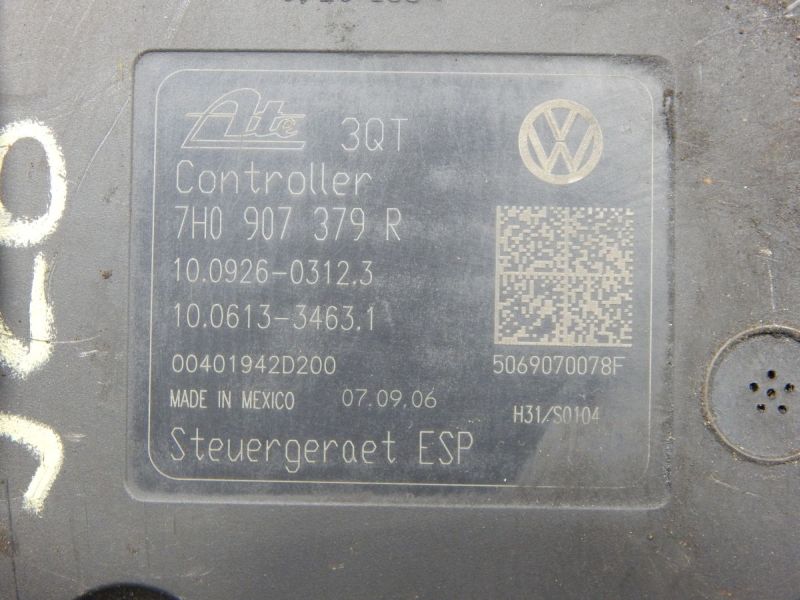 Ate 3QT
Controller
7H0 907 379 R
10.0926-0312.3
10.0613-3463.1
00401942D200 5069070078F
MADE IN MEXICO 07.09.06
H31/S0104
Steuergeraet ESP